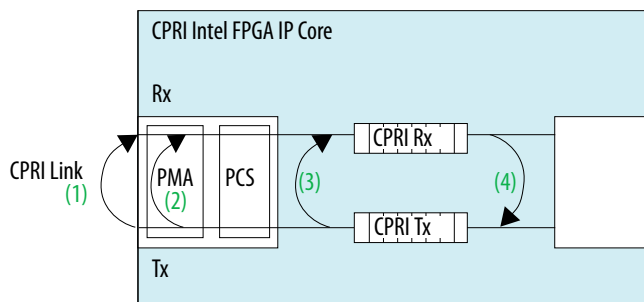 CPRI Intel FPGA IP Core
Rx
CPRI Rx
CPRI Link
(1)
PMA
(2)
PCS
(3)
(4)
CPRI Tx
Tx